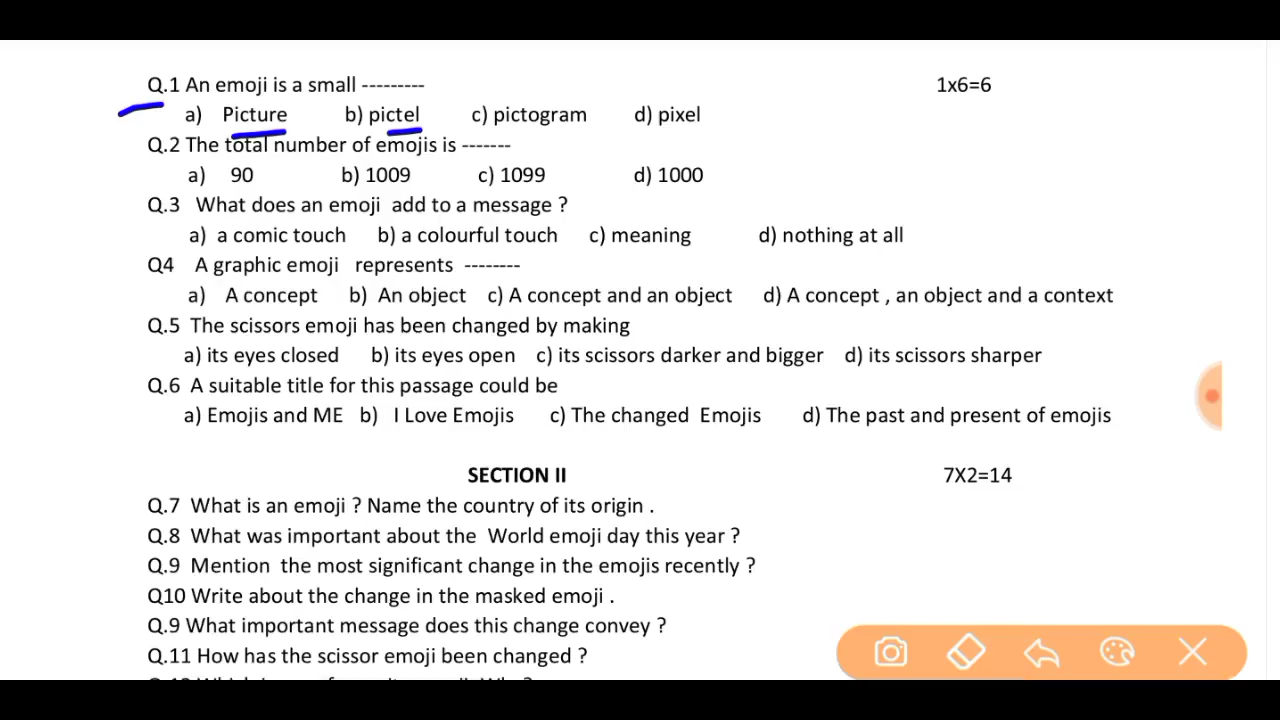 Q.1 An emoji is a small --------- 1x6=6
a) Picture b) pictel c) pictogram d) pixel
Q.2 The total number of emojis is -------
a) 90 b) 1009 c) 1099 d) 1000
Q.3 What does an emoji add to a message ?
a) a comic touch b) a colourful touch c) meaning d) nothing at all
Q4 A graphic emoji represents --------
a) A concept b) An object c) A concept and an object d) A concept , an object and a context
Q.5 The scissors emoji has been changed by making
a) its eyes closed b) its eyes open c) its scissors darker and bigger d) its scissors sharper
Q.6 A suitable title for this passage could be
a) Emojis and ME b) I Love Emojis c) The changed Emojis d) The past and present of emojis
SECTION II 7X2=14
Q.7 What is an emoji ? Name the country of its origin .
Q.8 What was important about the World emoji day this year ?
Q.9 Mention the most significant change in the emojis recently ?
Q10 Write about the change in the masked emoji .
Q.9 What important message does this change convey ?
Q.11 How has the scissor emoji been changed ?